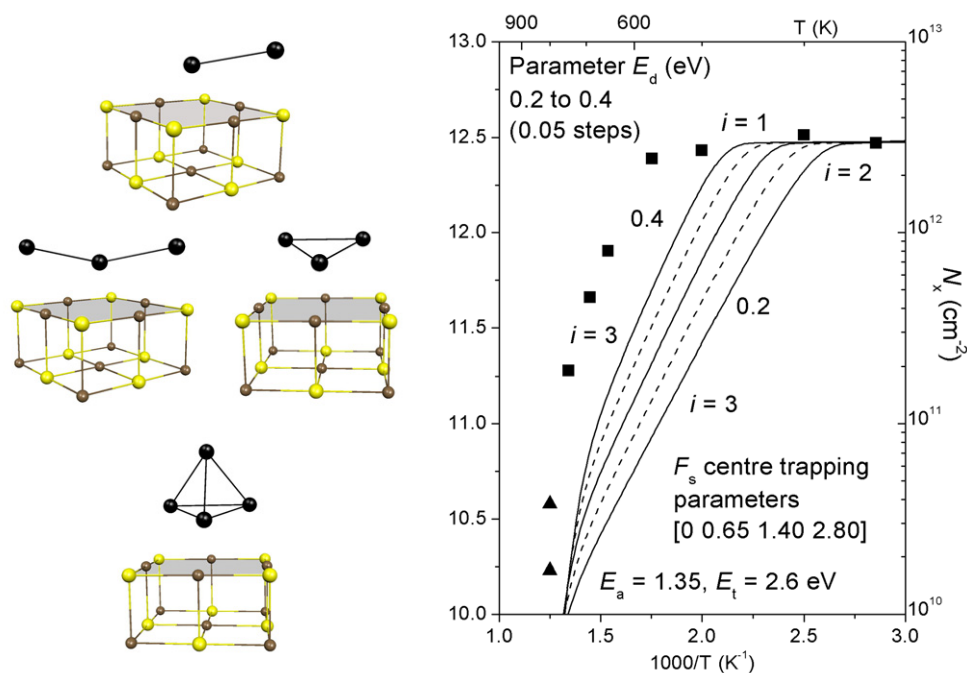 900
600
T (K)
13.0
12.5
12.0
11.5
11.0
10.5
10.0
Parameter E_d (eV)
0.2 to 0.4
(0.05 steps)
i = 1
i = 2
0.4
0.2
i = 3
i = 3
F_s centre trapping
parameters
[0 0.65 1.40 2.80]
E_a = 1.35, E_t = 2.6 eV
10^13
10^12
10^11
10^10
N_x (cm^-2)
1.0
1.5
2.0
2.5
3.0
1000/T (K^-1)